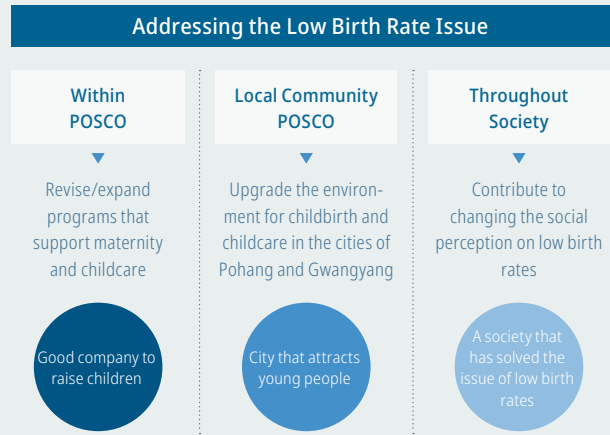 Addressing the Low Birth Rate Issue
Within
POSCO
Revise/expand
programs that
support maternity
and childcare
Good company to
raise children
Local Community
POSCO
Upgrade the environ-
ment for childbirth and
childcare in the cities of
Pohang and Gwangyang
City that attracts
young people
Throughout
Society
Contribute to
changing the social
perception on low birth
rates
A society that
has solved the
issue of low birth
rates